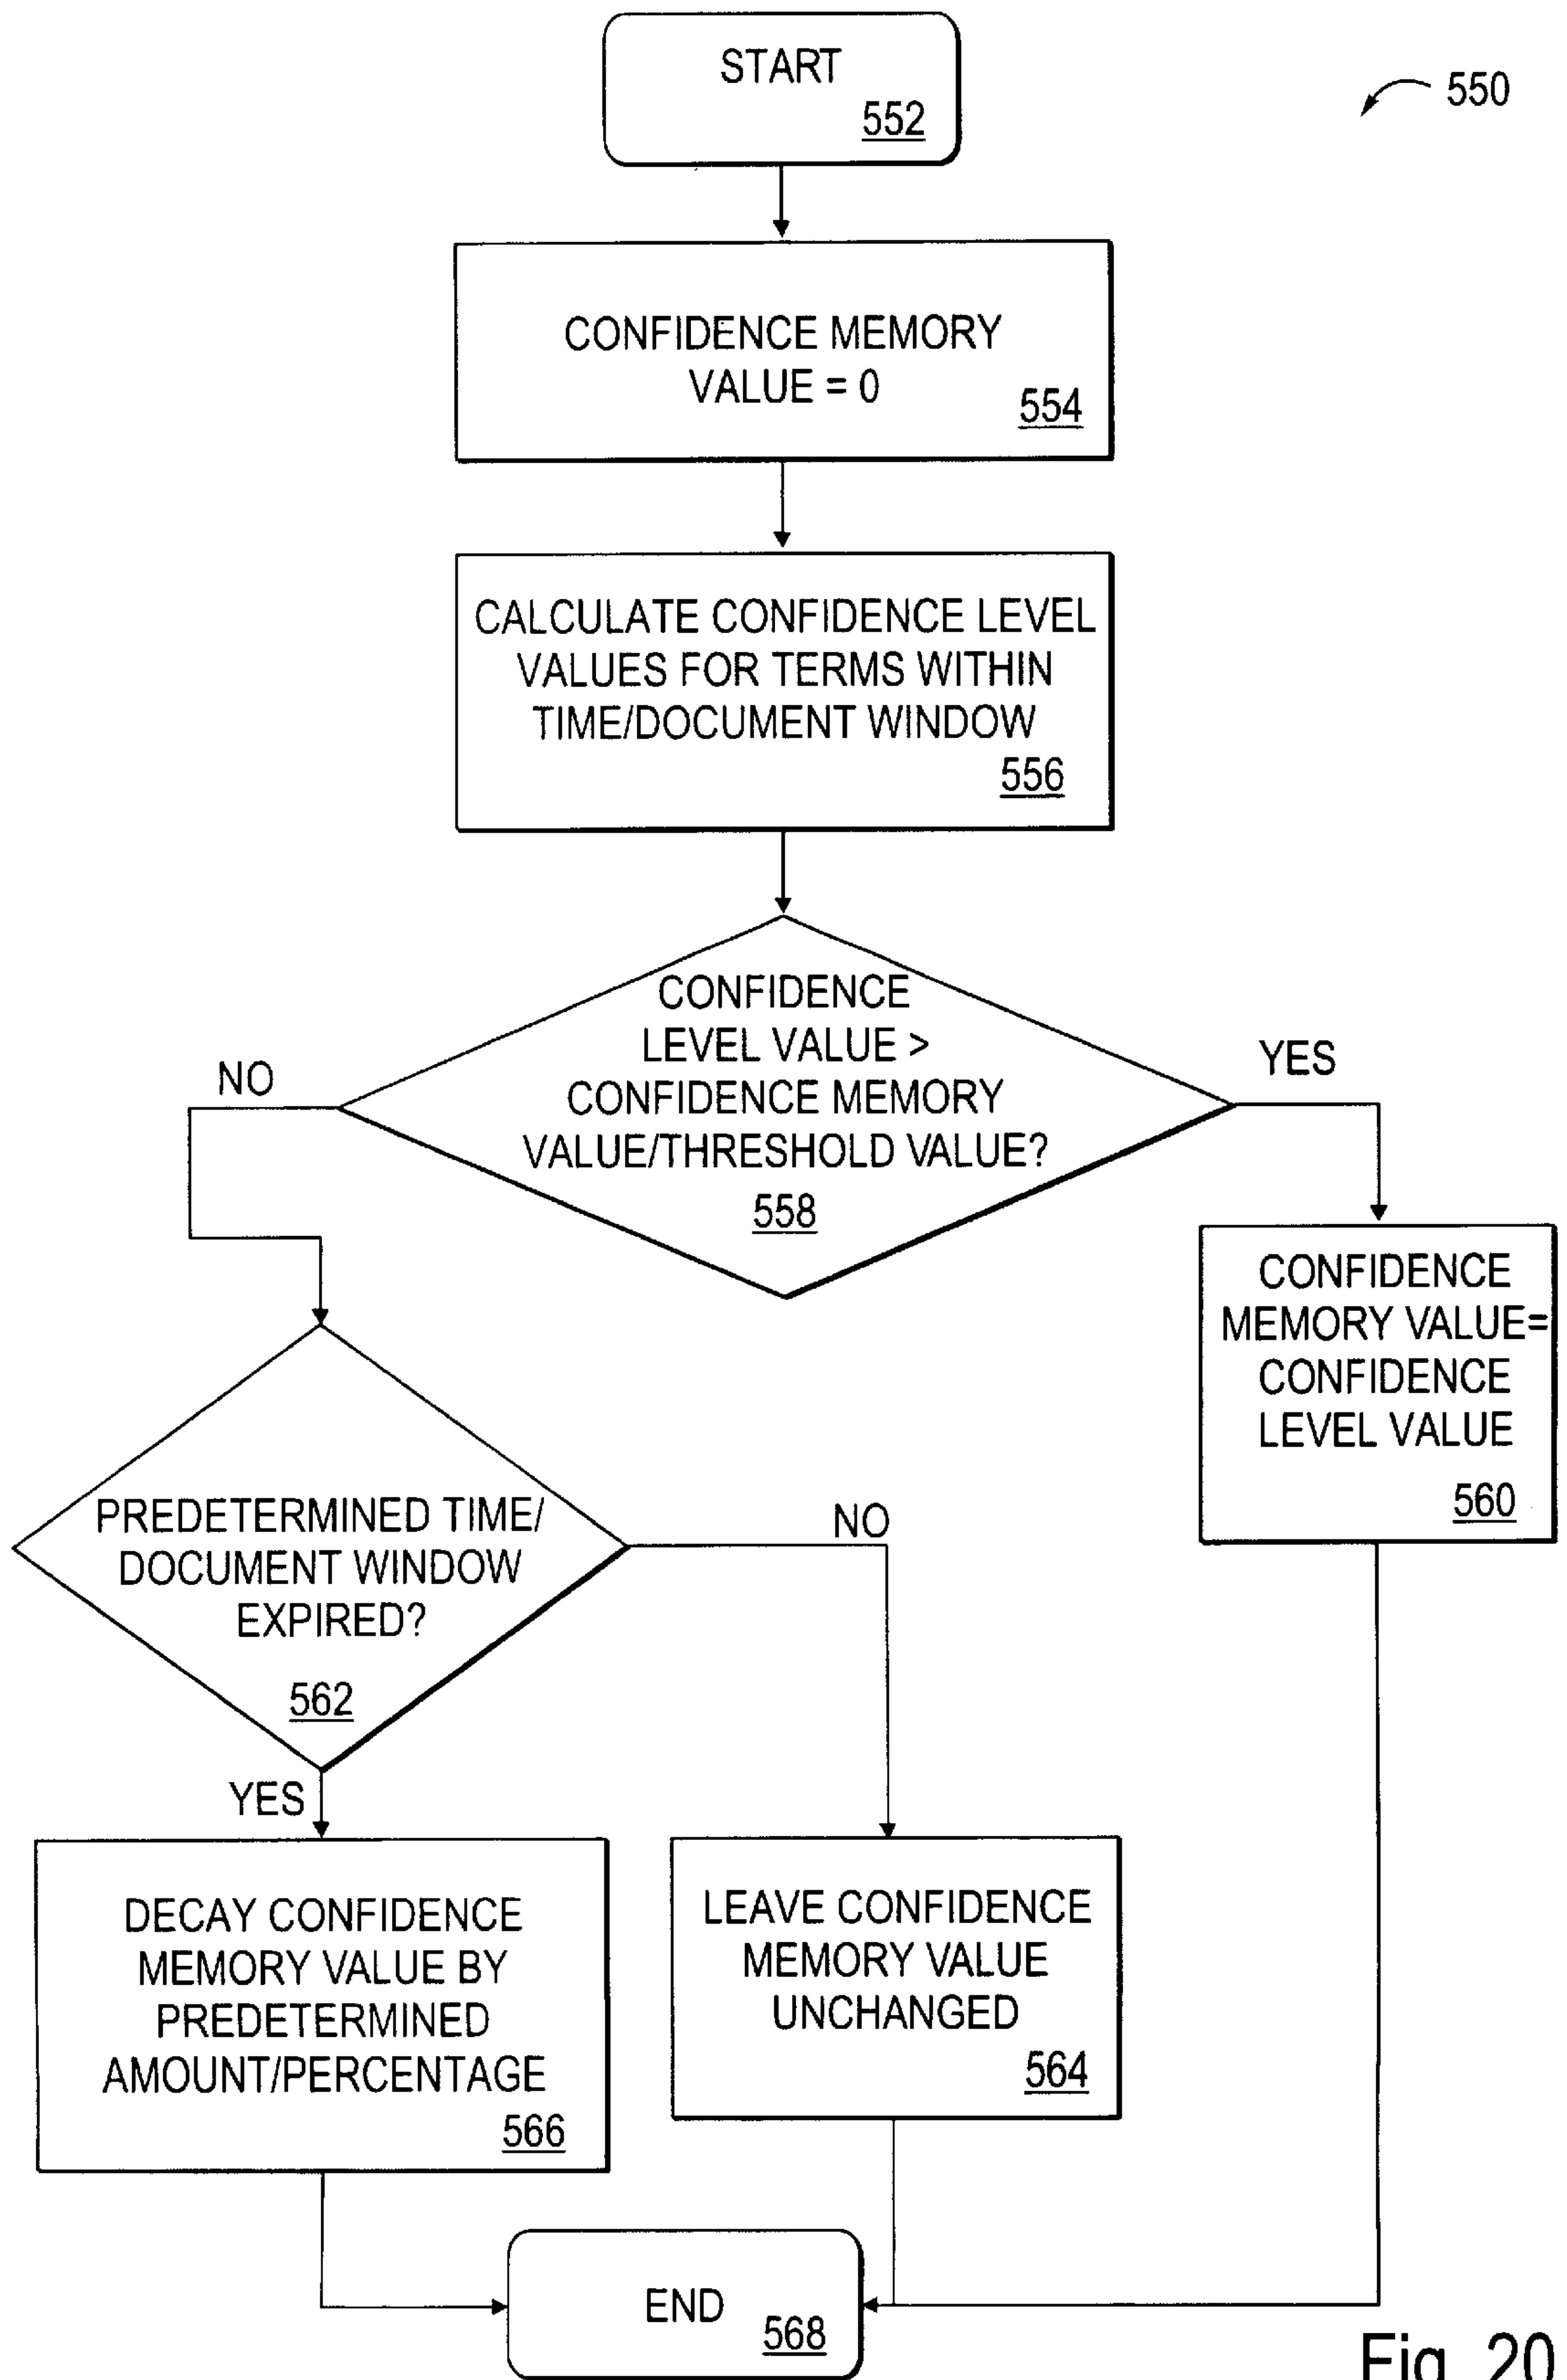 START
552
550
CONFIDENCE MEMORY
VALUE = 0
554
CALCULATE CONFIDENCE LEVEL
VALUES FOR TERMS WITHIN
TIME/DOCUMENT WINDOW
556
CONFIDENCE
LEVEL VALUE >
CONFIDENCE MEMORY
VALUE/THRESHOLD VALUE?
558
NO
YES
CONFIDENCE
MEMORY VALUE=
CONFIDENCE
LEVEL VALUE
560
PREDETERMINED TIME/
DOCUMENT WINDOW
EXPIRED?
562
NO
YES
DECAY CONFIDENCE
MEMORY VALUE BY
PREDETERMINED
AMOUNT/PERCENTAGE
566
LEAVE CONFIDENCE
MEMORY VALUE
UNCHANGED
564
END
568
Fig. 20